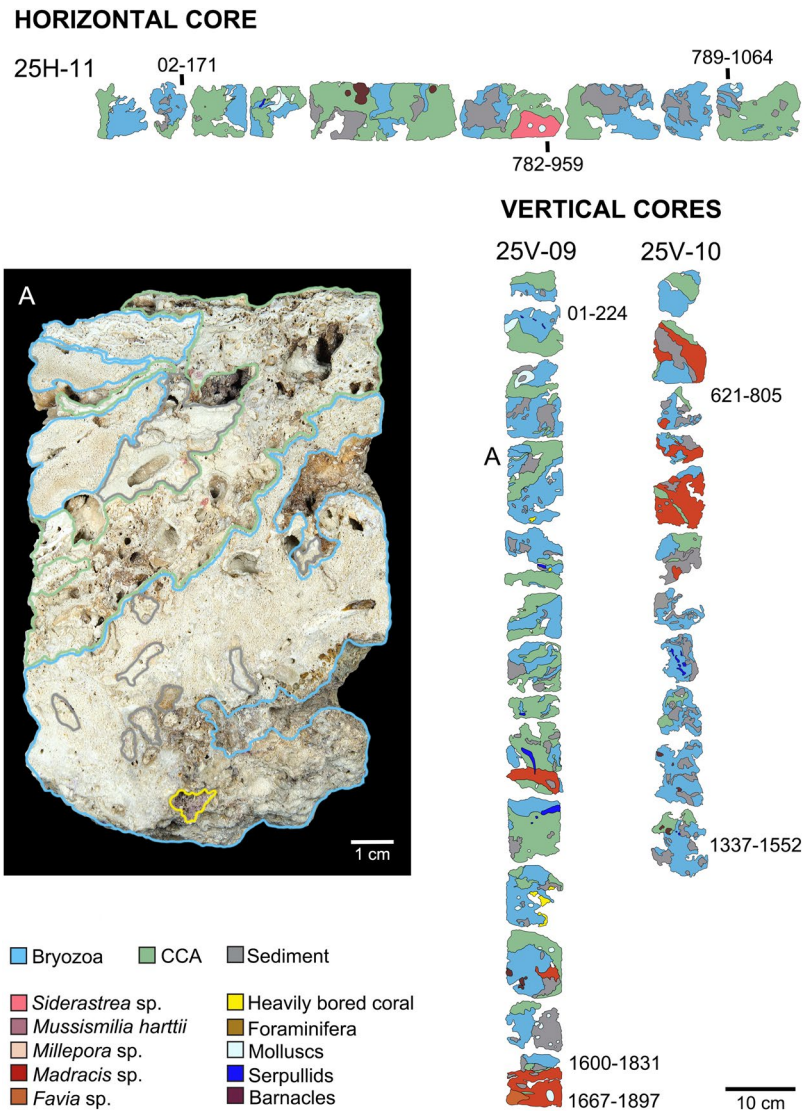 HORIZONTAL CORE
25H-11
02-171
789-1064
782-959
VERTICAL CORES
25V-09
25V-10
A
01-224
621-805
A
1337-1552
1 cm
Bryozoa
CCA
Sediment
Siderastrea sp.
Heavily bored coral
Mussismilia harttii
Foraminifera
Millepora sp.
Molluscs
Madracis sp.
Serpullids
Favia sp.
Barnacles
1600-1831
1667-1897
10 cm